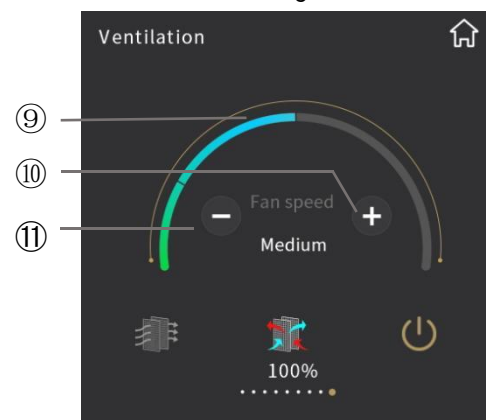 Ventilation
⑨
⑩
Fan speed
⑪
Medium
100%